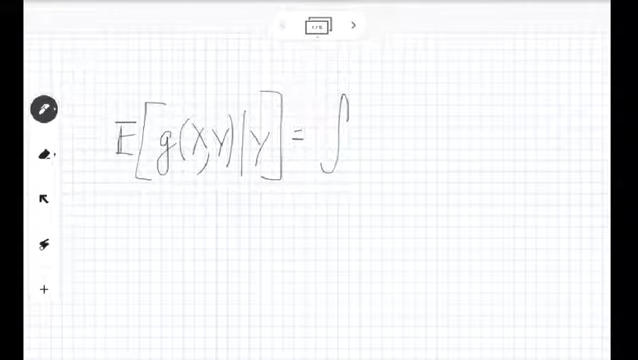 E[g(X,Y)|Y] = ∫